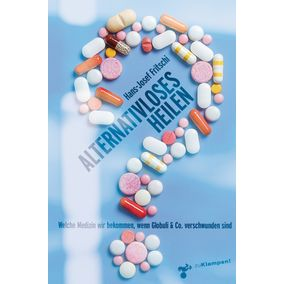 Hans-Josef Fritschi
ALTERNATIVLOSES
HEILEN
Welche Medizin wir bekommen, wenn Globuli & Co. verschwunden sind
zuKlampen!